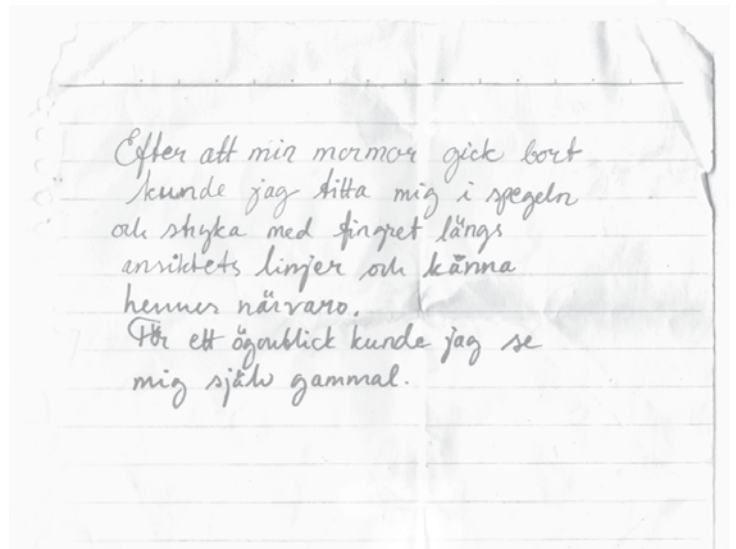 Efter att min mormor gick bort
kunde jag titta mig i spegeln
och stryka med fingret längs
ansiktets linjer och känna
hennes närvaro.
För ett ögonblick kunde jag se
mig själv gammal.